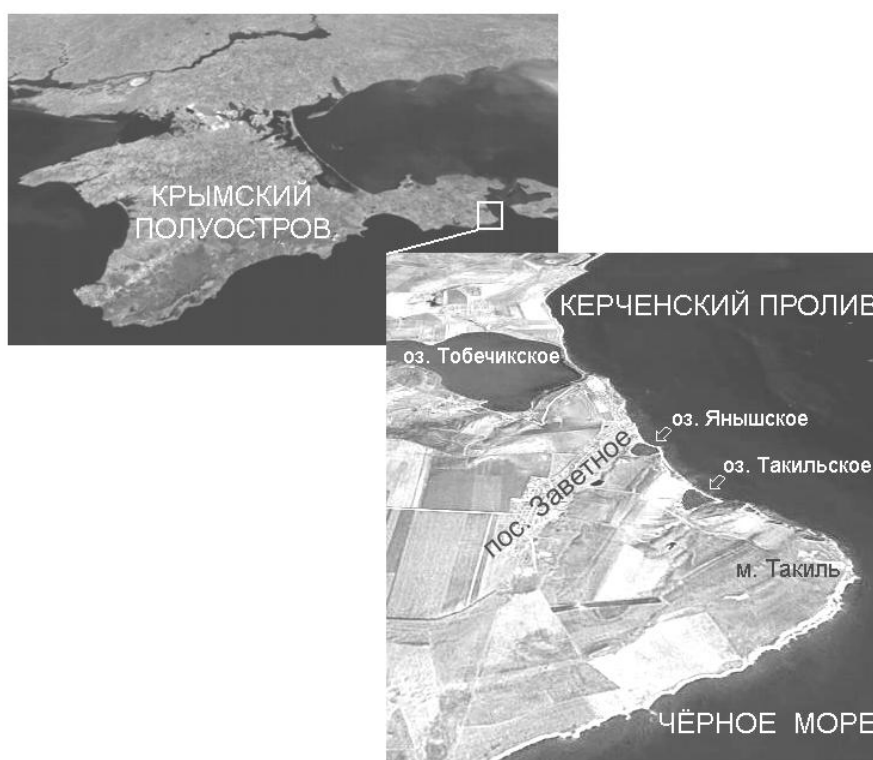 КРЫМСКИЙ
ПОЛУОСТРОВ
КЕРЧЕНСКИЙ ПРОЛИВ
оз. Тобечикское
оз. Янышское
пос. Заветное
оз. Такильское
м. Такиль
ЧЁРНОЕ МОРЕ